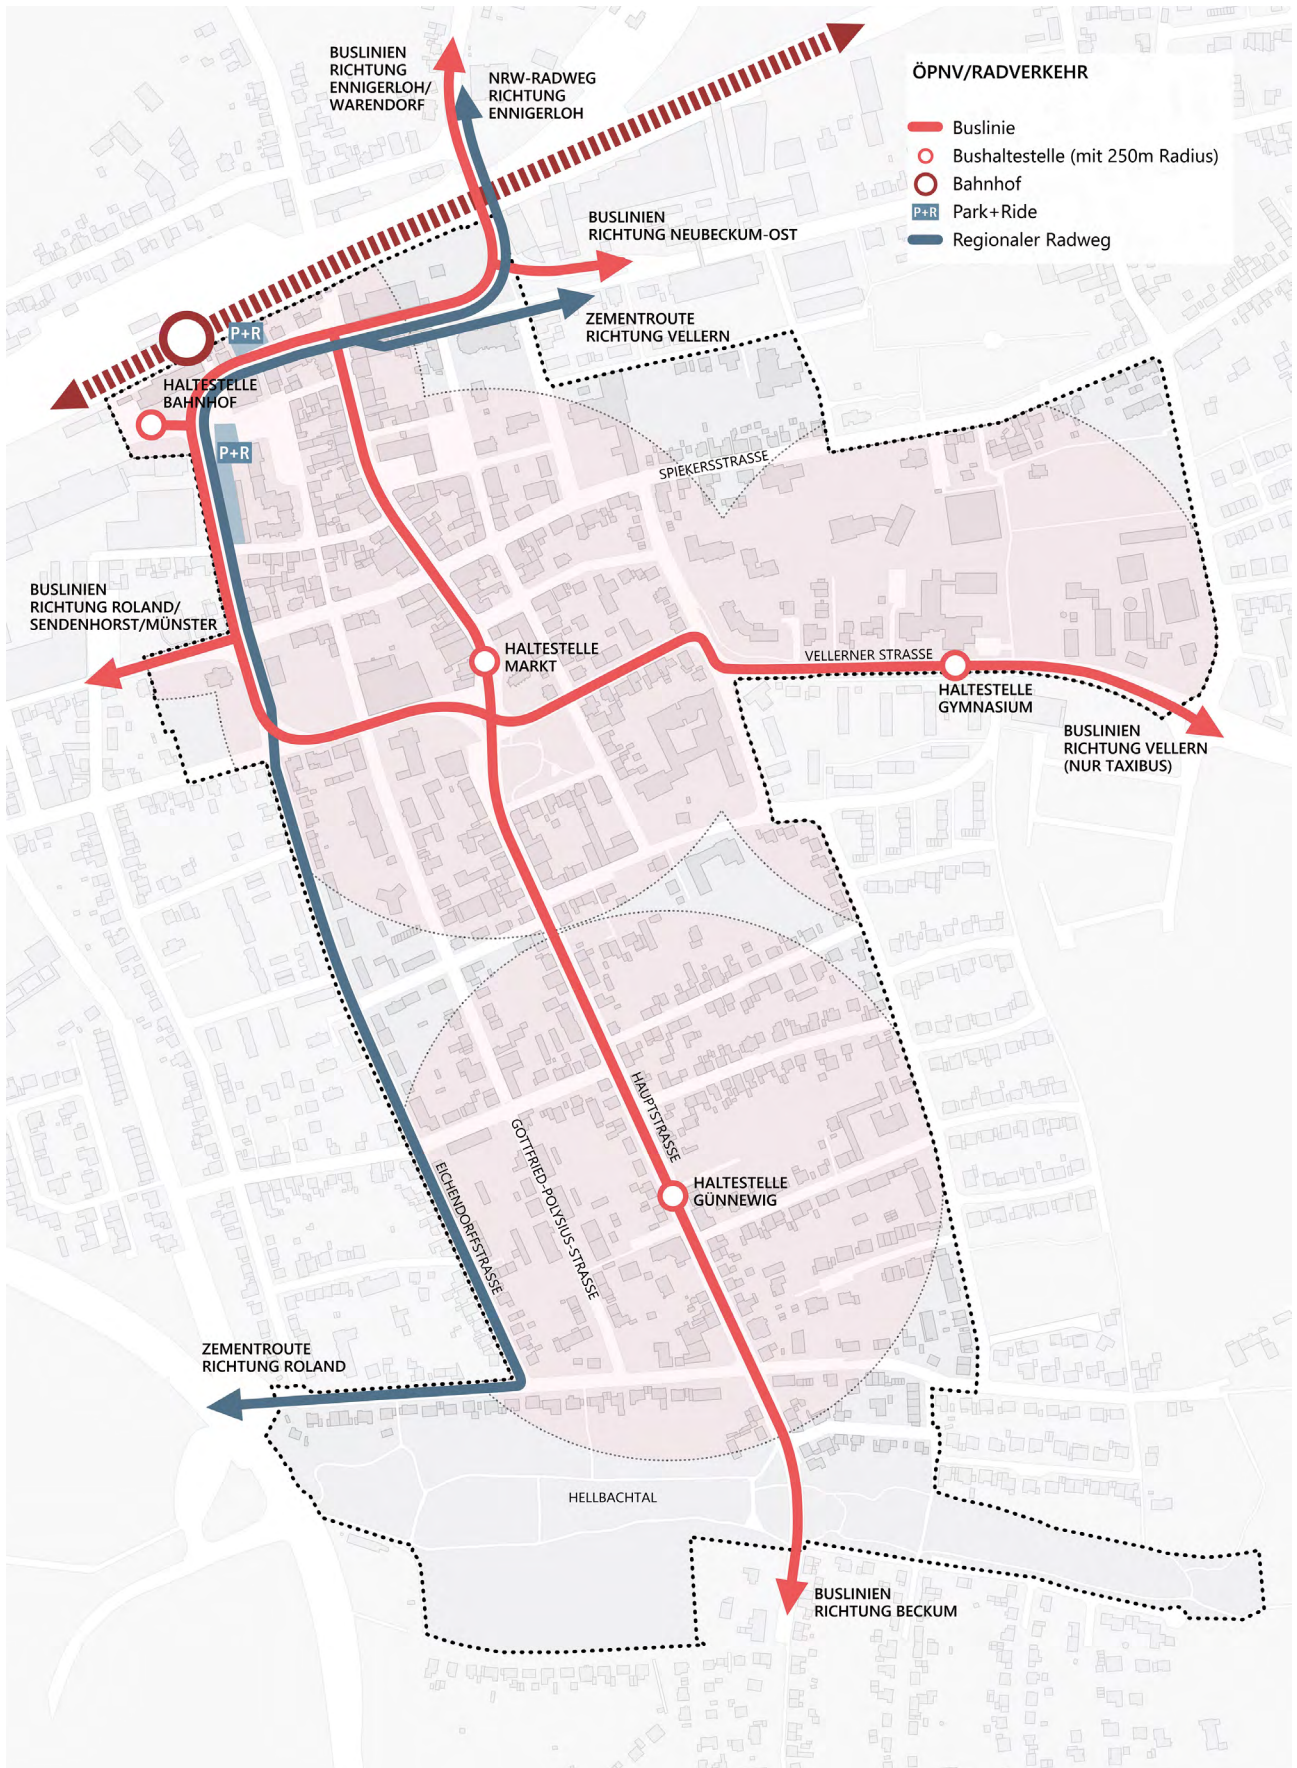 BUSLINIEN
RICHTUNG
ENNIGERLOH/
WARENDORF
NRW-RADWEG
RICHTUNG
ENNIGERLOH
ÖPNV/RADVERKEHR
Buslinie
Bushaltestelle (mit 250m Radius)
Bahnhof
P+R Park+Ride
Regionaler Radweg
BUSLINIEN
RICHTUNG NEUBECKUM-OST
ZEMENTROUTE
RICHTUNG VELLERN
P+R
HALTESTELLE
BAHNHOF
P+R
SPIEKERSSTRASSE
BUSLINIEN
RICHTUNG ROLAND/
SENDENHORST/MÜNSTER
HALTESTELLE
MARKT
VELLERNER STRASSE
HALTESTELLE
GYMNASIUM
BUSLINIEN
RICHTUNG VELLERN
(NUR TAXIBUS)
HAUPTSTRASSE
GOTTFRIED-POLYSIUS-STRASSE
EICHENDORFFSTRASSE
HALTESTELLE
GÜNNEWIG
ZEMENTROUTE
RICHTUNG ROLAND
HELLBACHTAL
BUSLINIEN
RICHTUNG BECKUM